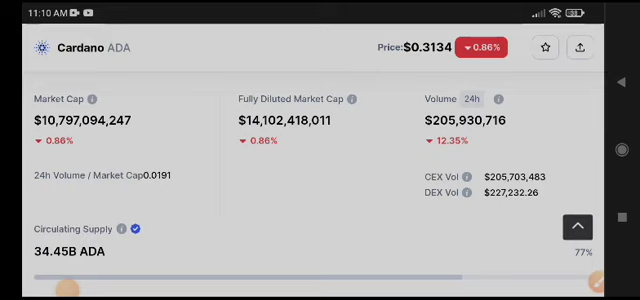 11:10 AM
Cardano ADA
Price:$0.3134 0.86%
Market Cap
$10,797,094,247
0.86%
24h Volume / Market Cap0.0191
Fully Diluted Market Cap
$14,102,418,011
0.86%
Volume 24h
$205,930,716
12.35%
CEX Vol $205,703,483
DEX Vol $227,232.26
Circulating Supply
34.45B ADA
77%